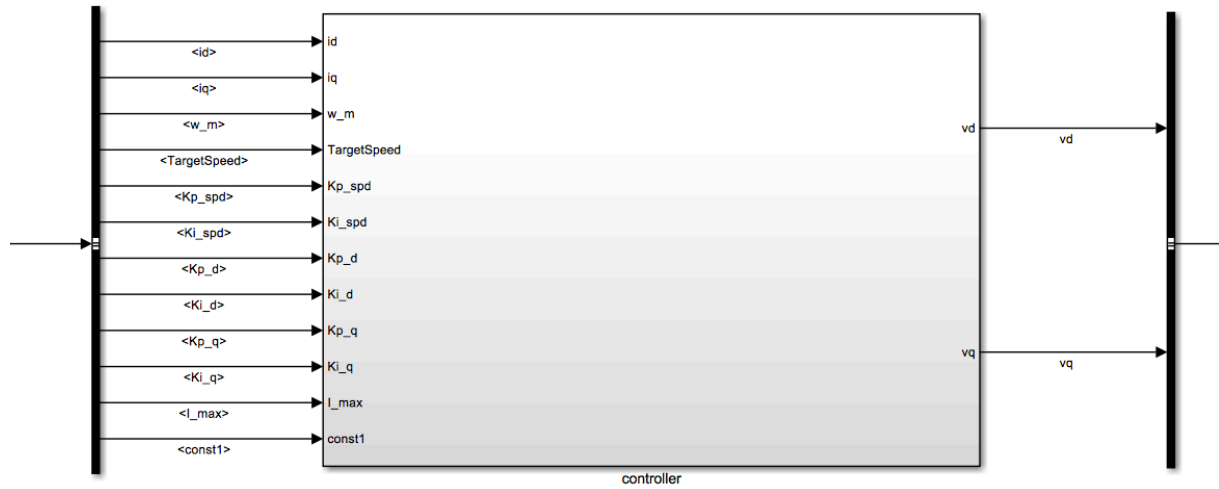 id
<id>
iq
<iq>
w_m
<w_m>
vd
vd
TargetSpeed
<TargetSpeed>
Kp_spd
<Kp_spd>
Ki_spd
<Ki_spd>
Kp_d
<Kp_d>
Ki_d
<Ki_d>
Kp_q
<Kp_q>
vq
vq
Ki_q
<Ki_q>
I_max
<I_max>
const1
<const1>
controller